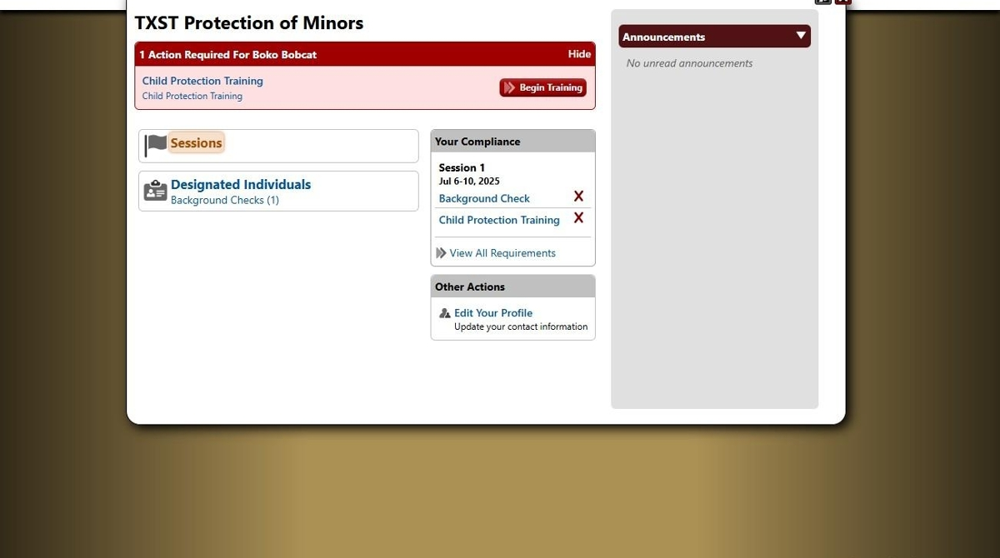 TXST Protection of Minors
1 Action Required For Boko Bobcat
Hide
Child Protection Training
Child Protection Training
Begin Training
Sessions
Designated Individuals
Background Checks (1)
Your Compliance
Session 1
Jul 6-10, 2025
Background Check X
Child Protection Training X
View All Requirements
Other Actions
Edit Your Profile
Update your contact information
Announcements
No unread announcements